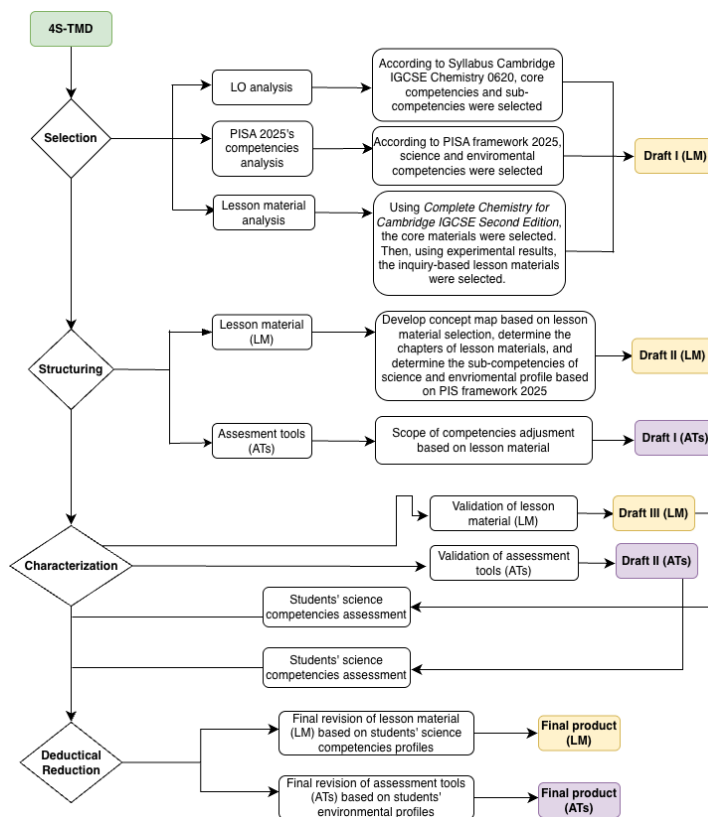 4S-TMD
Selection
LO analysis
According to Syllabus Cambridge
IGCSE Chemistry 0620, core
competencies and sub-
competencies were selected
PISA 2025's
competencies
analysis
According to PISA framework 2025,
science and enviromental
competencies were selected
Draft I (LM)
Lesson material
analysis
Using Complete Chemistry for
Cambridge IGCSE Second Edition,
the core materials were selected.
Then, using experimental results,
the inquiry-based lesson materials
were selected.
Structuring
Lesson material
(LM)
Develop concept map based on lesson
material selection, determine the
chapters of lesson materials, and
determine the sub-competencies of
science and envriomental profile based
on PIS framework 2025
Draft II (LM)
Assesment tools
(ATs)
Scope of competencies adjusment
based on lesson material
Draft I (ATs)
Characterization
Validation of lesson
material (LM)
Draft III (LM)
Validation of assessment
tools (ATs)
Draft II (ATs)
Students' science
competencies assessment
Students' science
competencies assessment
Deductical
Reduction
Final revision of lesson material
(LM) based on students' science
competencies profiles
Final product
(LM)
Final revision of assessment tools
(ATs) based on students'
environmental profiles
Final product
(ATs)